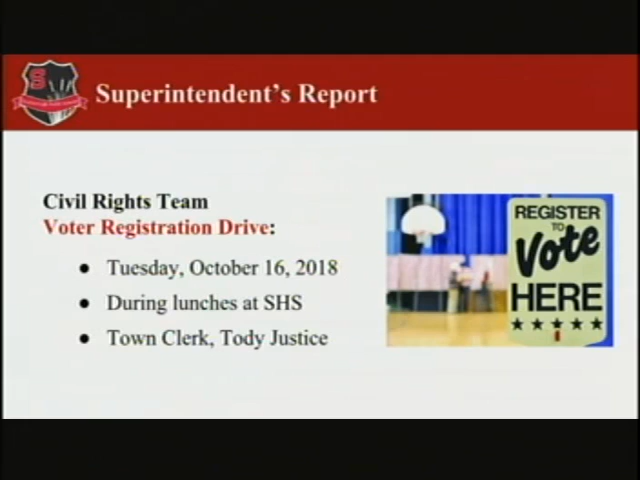 S
Superintendent's Report
Civil Rights Team
Voter Registration Drive:
● Tuesday, October 16, 2018
● During lunches at SHS
● Town Clerk, Tody Justice
REGISTER
TO
Vote
HERE